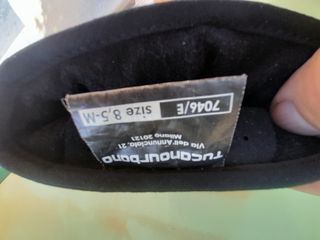 tucanourbano
Via dell'Annunciata, 21
Milano 20121
7046/E
Size 8,5-M